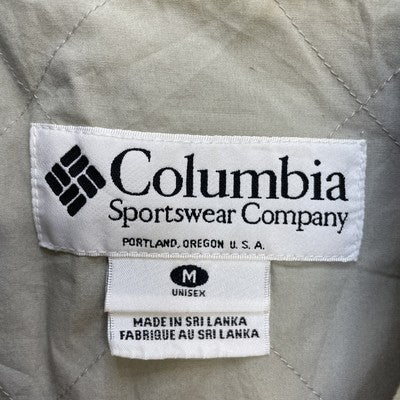 Columbia
Sportswear Company
PORTLAND, OREGON U.S.A.
M
UNISEX
MADE IN SRI LANKA
FABRIQUE AU SRI LANKA